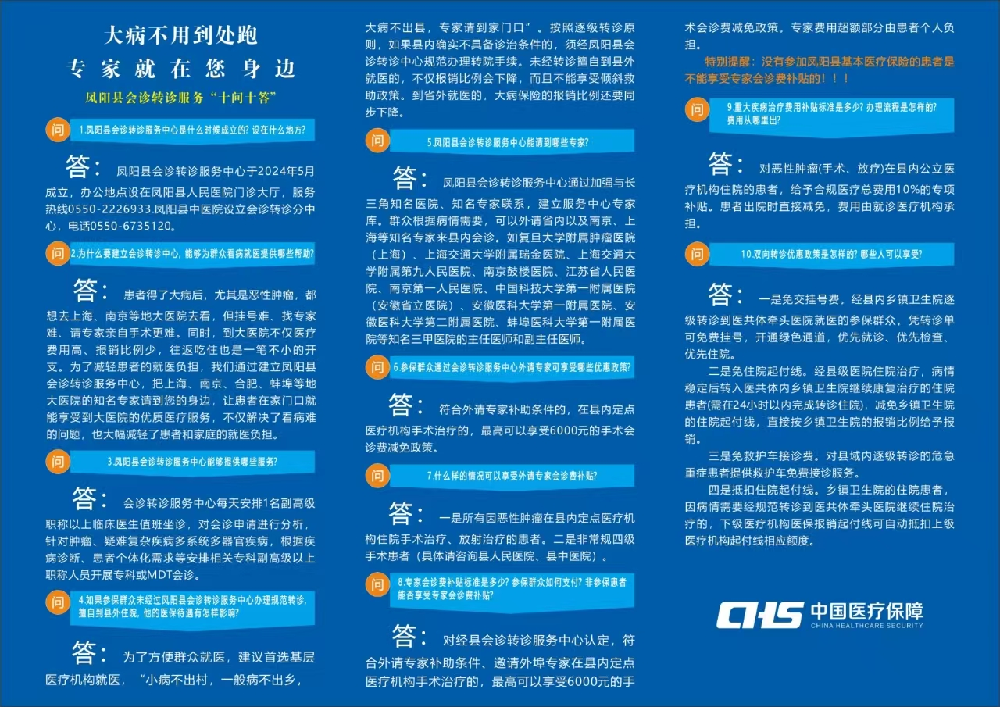 大病不用到处跑
专家就在您身边
凤阳县会诊转诊服务“十问十答”
问
1.凤阳县会诊转诊服务中心是什么时候成立的? 设在什么地方?
答： 凤阳县会诊转诊服务中心于2024年5月
成立，办公地点设在凤阳县人民医院门诊大厅，服务
热线0550-2226933.凤阳县中医院设立会诊转诊分中
心，电话0550-6735120。
问
2.为什么要建立会诊转诊中心, 能够为群众看病就医提供哪些帮助?
答： 患者得了大病后，尤其是恶性肿瘤，都
想去上海、南京等地大医院去看，但挂号难、找专家
难、请专家亲自手术更难。同时，到大医院不仅医疗
费用高、报销比例少，往返吃住也是一笔不小的开
支。为了减轻患者的就医负担，我们通过建立凤阳县
会诊转诊服务中心，把上海、南京、合肥、蚌埠等地
大医院的知名专家请到您的身边，让患者在家门口就
能享受到大医院的优质医疗服务，不仅解决了看病难
的问题，也大幅减轻了患者和家庭的就医负担。
问
3.凤阳县会诊转诊服务中心能够提供哪些服务?
答： 会诊转诊服务中心每天安排1名副高级
职称以上临床医生值班坐诊，对会诊申请进行分析，
针对肿瘤、疑难复杂疾病多系统多器官疾病，根据疾
病诊断、患者个体化需求等安排相关专科副高级以上
职称人员开展专科或MDT会诊。
问
4.如果参保群众未经过凤阳县会诊转诊服务中心办理规范转诊,
擅自到县外住院, 他的医保待遇有怎样影响?
答： 为了方便群众就医，建议首选基层
医疗机构就医，“小病不出村，一般病不出乡，
大病不出县，专家请到家门口”。按照逐级转诊原
则，如果县内确实不具备诊治条件的，须经凤阳县会
诊转诊中心规范办理转院手续。未经转诊擅自到县外
就医的，不仅报销比例会下降，而且不能享受倾斜救
助政策。到省外就医的，大病保险的报销比例还要同
步下降。
问
5.凤阳县会诊转诊服务中心能请到哪些专家?
答： 凤阳县会诊转诊服务中心通过加强与长
三角知名医院、知名专家联系，建立服务中心专家
库。群众根据病情需要，可以外请省内以及南京、上
海等知名专家来县内会诊。如复旦大学附属肿瘤医院
（上海）、上海交通大学附属瑞金医院、上海交通大
学附属第九人民医院、南京鼓楼医院、江苏省人民医
院、南京第一人民医院、中国科技大学第一附属医院
（安徽省立医院）、安徽医科大学第一附属医院、安
徽医科大学第二附属医院、蚌埠医科大学第一附属医
院等知名三甲医院的主任医师和副主任医师。
问
6.参保群众通过会诊转诊服务中心外请专家可享受哪些优惠政策?
答： 符合外请专家补助条件的，在县内定点
医疗机构手术治疗的，最高可以享受6000元的手术会
诊费减免政策。
问
7.什么样的情况可以享受外请专家会诊费补贴?
答： 一是所有因恶性肿瘤在县内定点医疗机
构住院手术治疗、放射治疗的患者。二是非常规四级
手术患者（具体请咨询县人民医院、县中医院）。
问
8.专家会诊费补贴标准是多少? 参保群众如何支付? 非参保患者
能否享受专家会诊费补贴?
答： 对经县会诊转诊服务中心认定，符
合外请专家补助条件、邀请外埠专家在县内定点
医疗机构手术治疗的，最高可以享受6000元的手
术会诊费减免政策。专家费用超额部分由患者个人负
担。
特别提醒：没有参加凤阳县基本医疗保险的患者是
不能享受专家会诊费补贴的！！！
问
9.重大疾病治疗费用补贴标准是多少? 办理流程是怎样的?
费用从哪里出?
答： 对恶性肿瘤(手术、放疗)在县内公立医
疗机构住院的患者，给予合规医疗总费用10%的专项
补贴。患者出院时直接减免，费用由就诊医疗机构承
担。
问
10.双向转诊优惠政策是怎样的? 哪些人可以享受?
答： 一是免交挂号费。经县内乡镇卫生院逐
级转诊到医共体牵头医院就医的参保群众，凭转诊单
可免费挂号，开通绿色通道，优先就诊、优先检查、
优先住院。
二是免住院起付线。经县级医院住院治疗，病情
稳定后转入医共体内乡镇卫生院继续康复治疗的住院
患者(需在24小时以内完成转诊住院)，减免乡镇卫生院
的住院起付线，直接按乡镇卫生院的报销比例给予报
销。
三是免救护车接诊费。对县域内逐级转诊的危急
重症患者提供救护车免费接诊服务。
四是抵扣住院起付线。乡镇卫生院的住院患者，
因病情需要经规范转诊到医共体牵头医院继续住院治
疗的，下级医疗机构医保报销起付线可自动抵扣上级
医疗机构起付线相应额度。
CHS 中国医疗保障
CHINA HEALTHCARE SECURITY